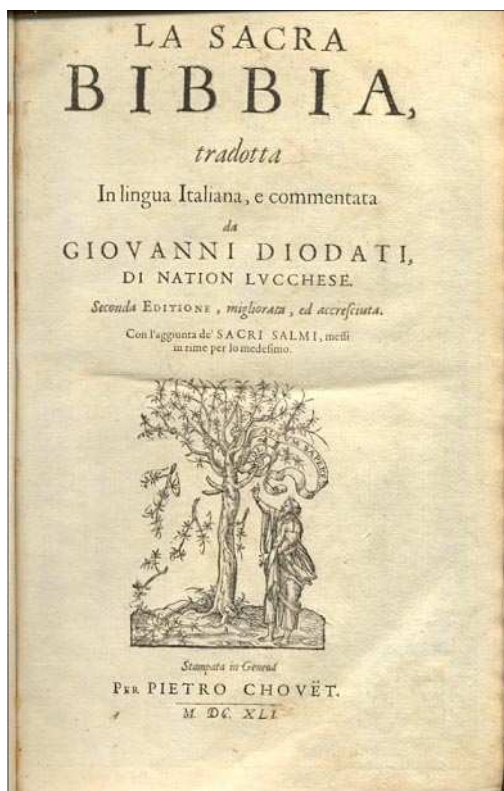 LA SACRA
BIBBIA,
tradotta
In lingua Italiana, e commentata
da
GIOVANNI DIODATI,
DI NATION LVCCHESE.
Seconda EDITIONE, migliorata, ed accreſciuta.
Con l'aggiunta de' SACRI SALMI, meſſi
in rime per lo medeſimo.
Stampata in Geneua
PER PIETRO CHOVËT.
M. DC. XLI